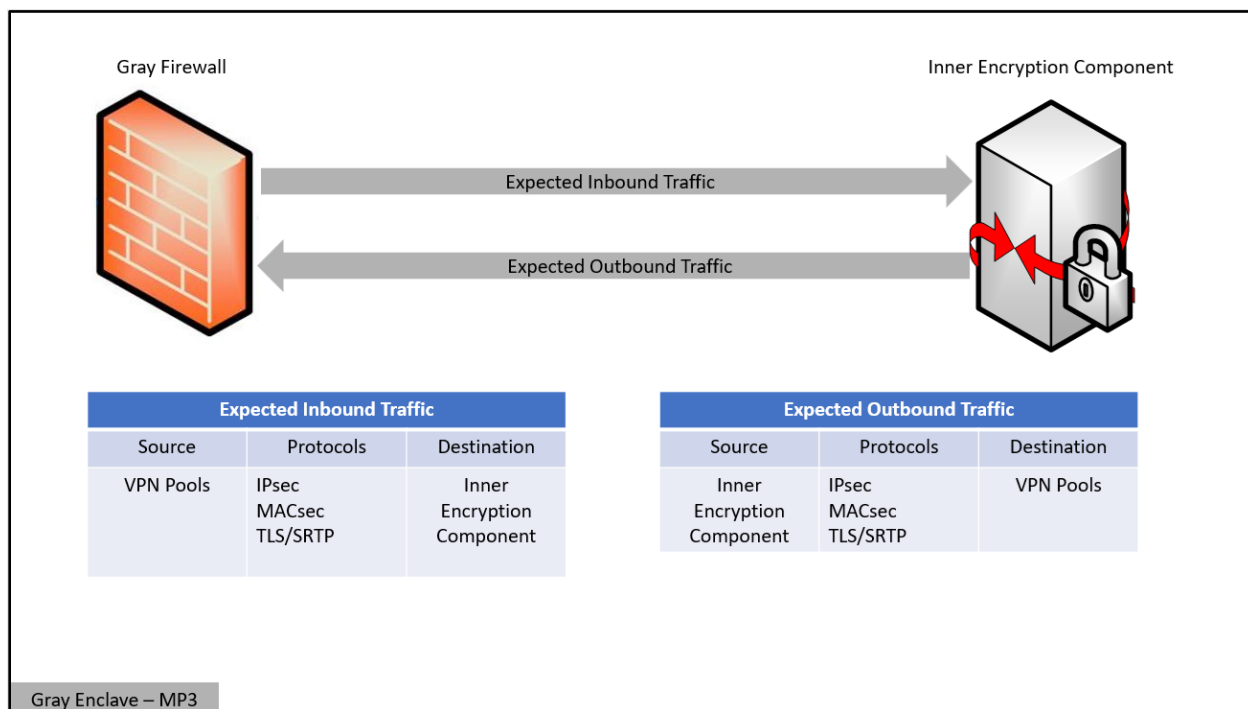 Gray Firewall
Inner Encryption Component
Expected Inbound Traffic
Expected Outbound Traffic
Expected Inbound Traffic
Source Protocols Destination
VPN Pools IPsec Inner
MACsec Encryption
TLS/SRTP Component
Expected Outbound Traffic
Source Protocols Destination
Inner IPsec VPN Pools
Encryption MACsec
Component TLS/SRTP
Gray Enclave – MP3